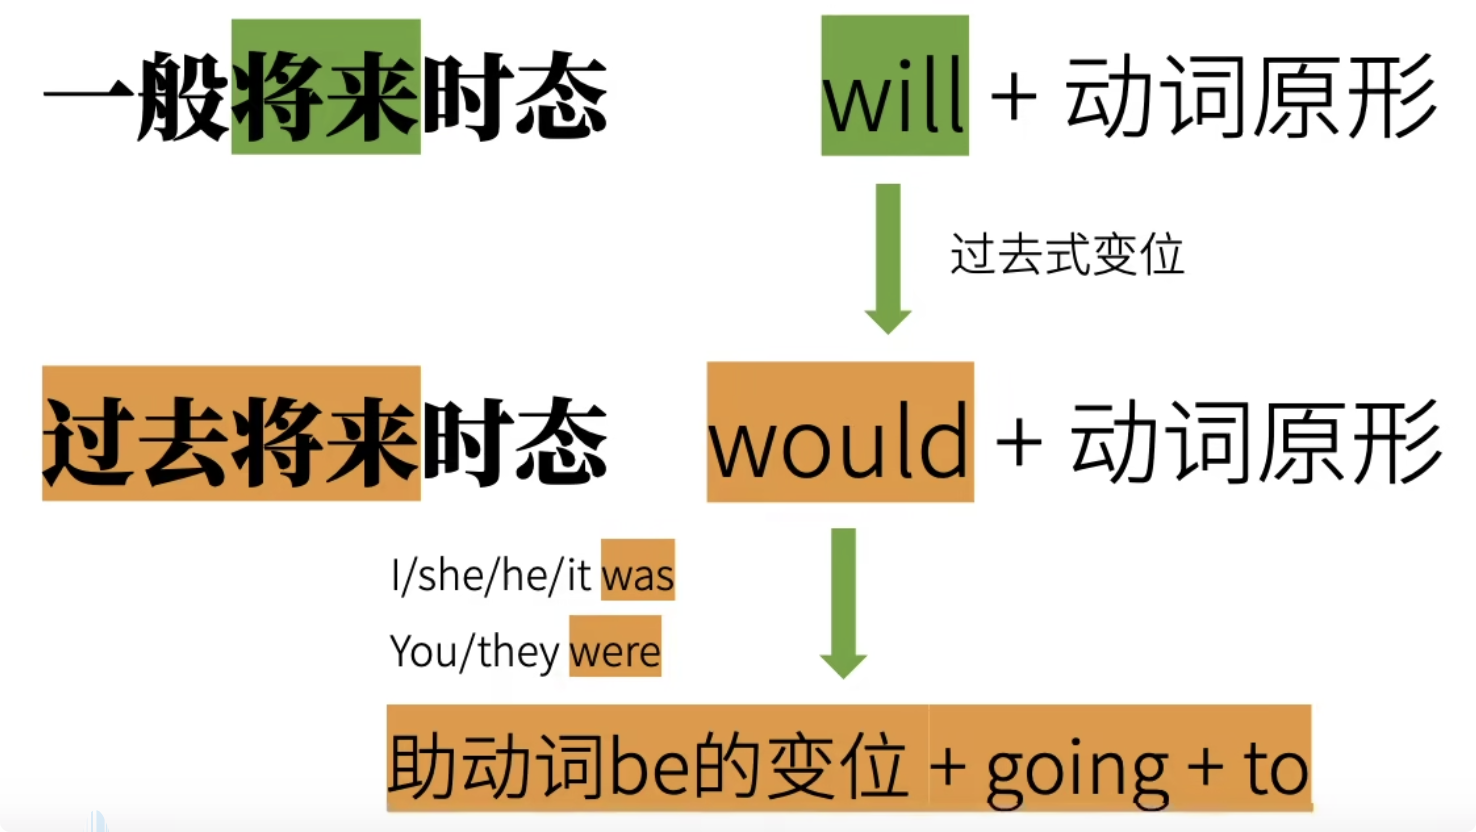 一般将来时态 will + 动词原形
过去式变位
过去将来时态 would + 动词原形
I/she/he/it was
You/they were
助动词be的变位 + going + to